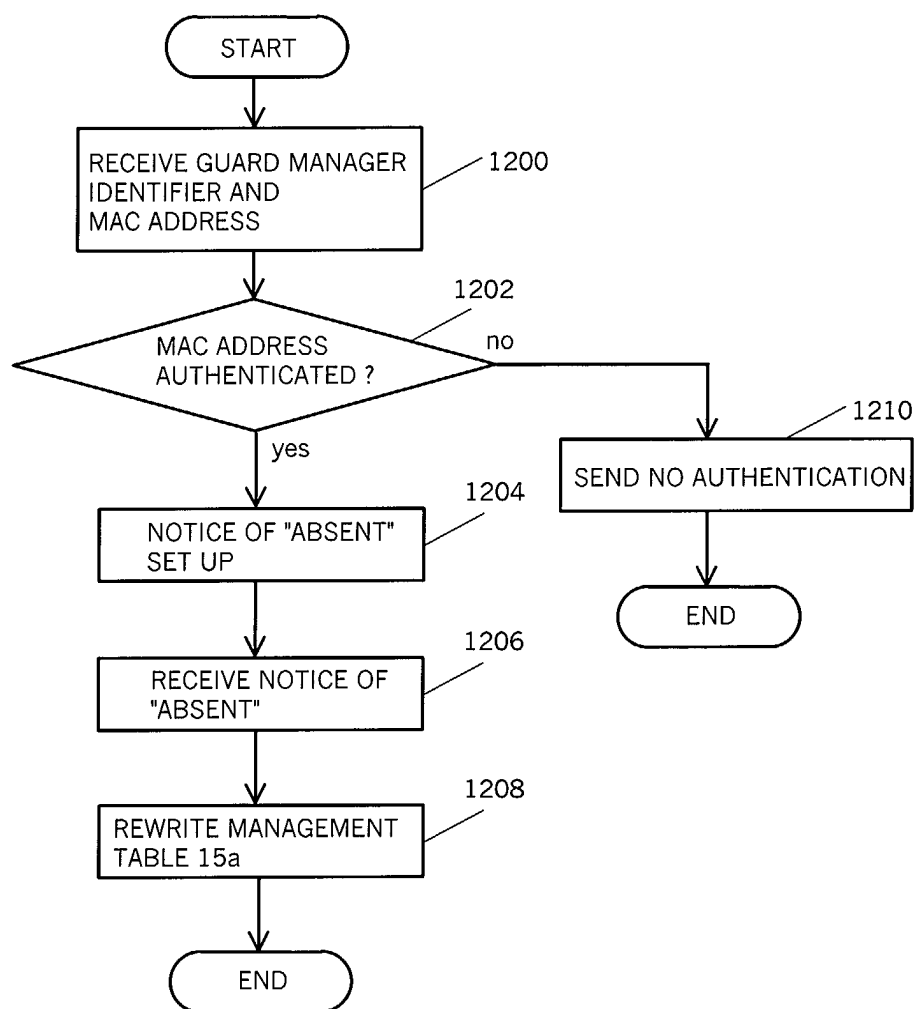 START
RECEIVE GUARD MANAGER
IDENTIFIER AND
MAC ADDRESS
1200
1202
MAC ADDRESS
AUTHENTICATED ?
no
yes
1210
SEND NO AUTHENTICATION
END
1204
NOTICE OF "ABSENT"
SET UP
1206
RECEIVE NOTICE OF
"ABSENT"
1208
REWRITE MANAGEMENT
TABLE 15a
END